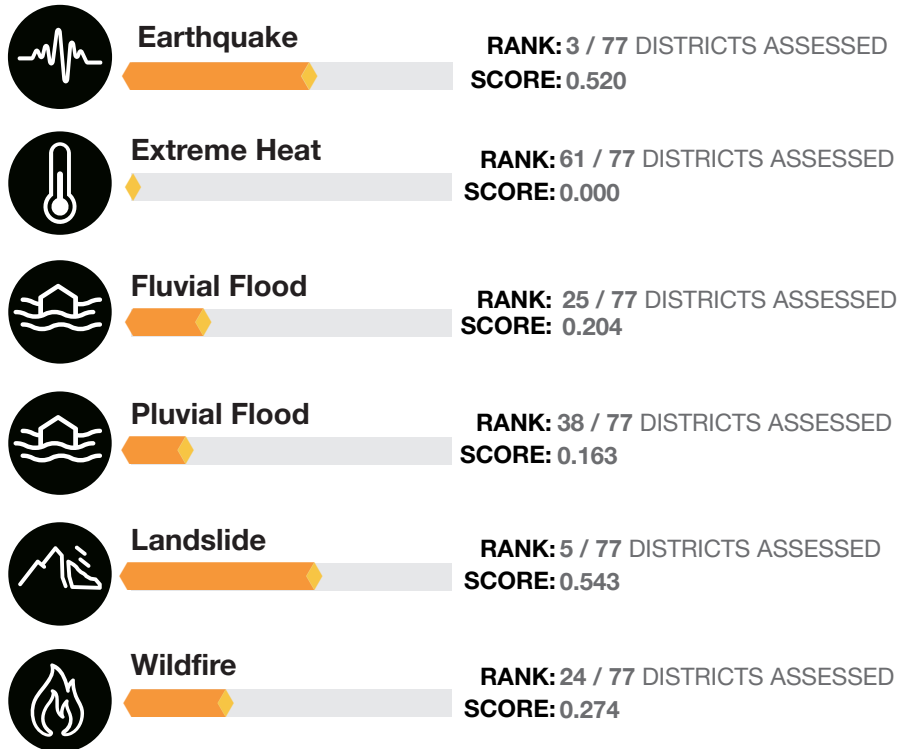 Earthquake
RANK: 3 / 77 DISTRICTS ASSESSED
SCORE: 0.520
Extreme Heat
RANK: 61 / 77 DISTRICTS ASSESSED
SCORE: 0.000
Fluvial Flood
RANK: 25 / 77 DISTRICTS ASSESSED
SCORE: 0.204
Pluvial Flood
RANK: 38 / 77 DISTRICTS ASSESSED
SCORE: 0.163
Landslide
RANK: 5 / 77 DISTRICTS ASSESSED
SCORE: 0.543
Wildfire
RANK: 24 / 77 DISTRICTS ASSESSED
SCORE: 0.274